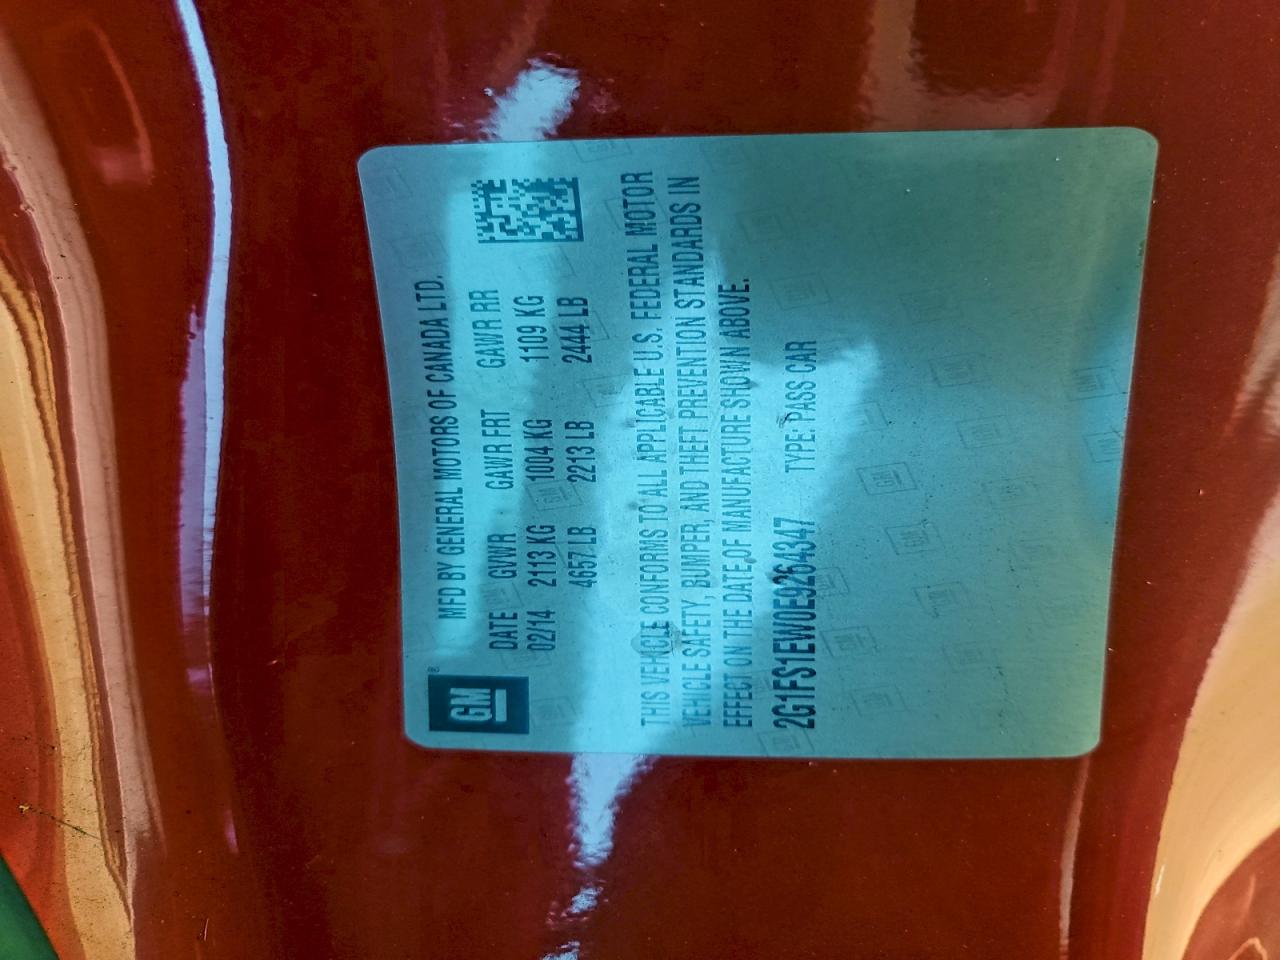 GM ®
MFD BY GENERAL MOTORS OF CANADA LTD.
DATE GVWR GAWR FRT GAWR RR
02/14 2113 KG 1004 KG 1109 KG
4657 LB 2213 LB 2444 LB
THIS VEHICLE CONFORMS TO ALL APPLICABLE U.S. FEDERAL MOTOR
VEHICLE SAFETY, BUMPER, AND THEFT PREVENTION STANDARDS IN
EFFECT ON THE DATE OF MANUFACTURE SHOWN ABOVE.
2G1FS1EW0E9264347 TYPE: PASS CAR